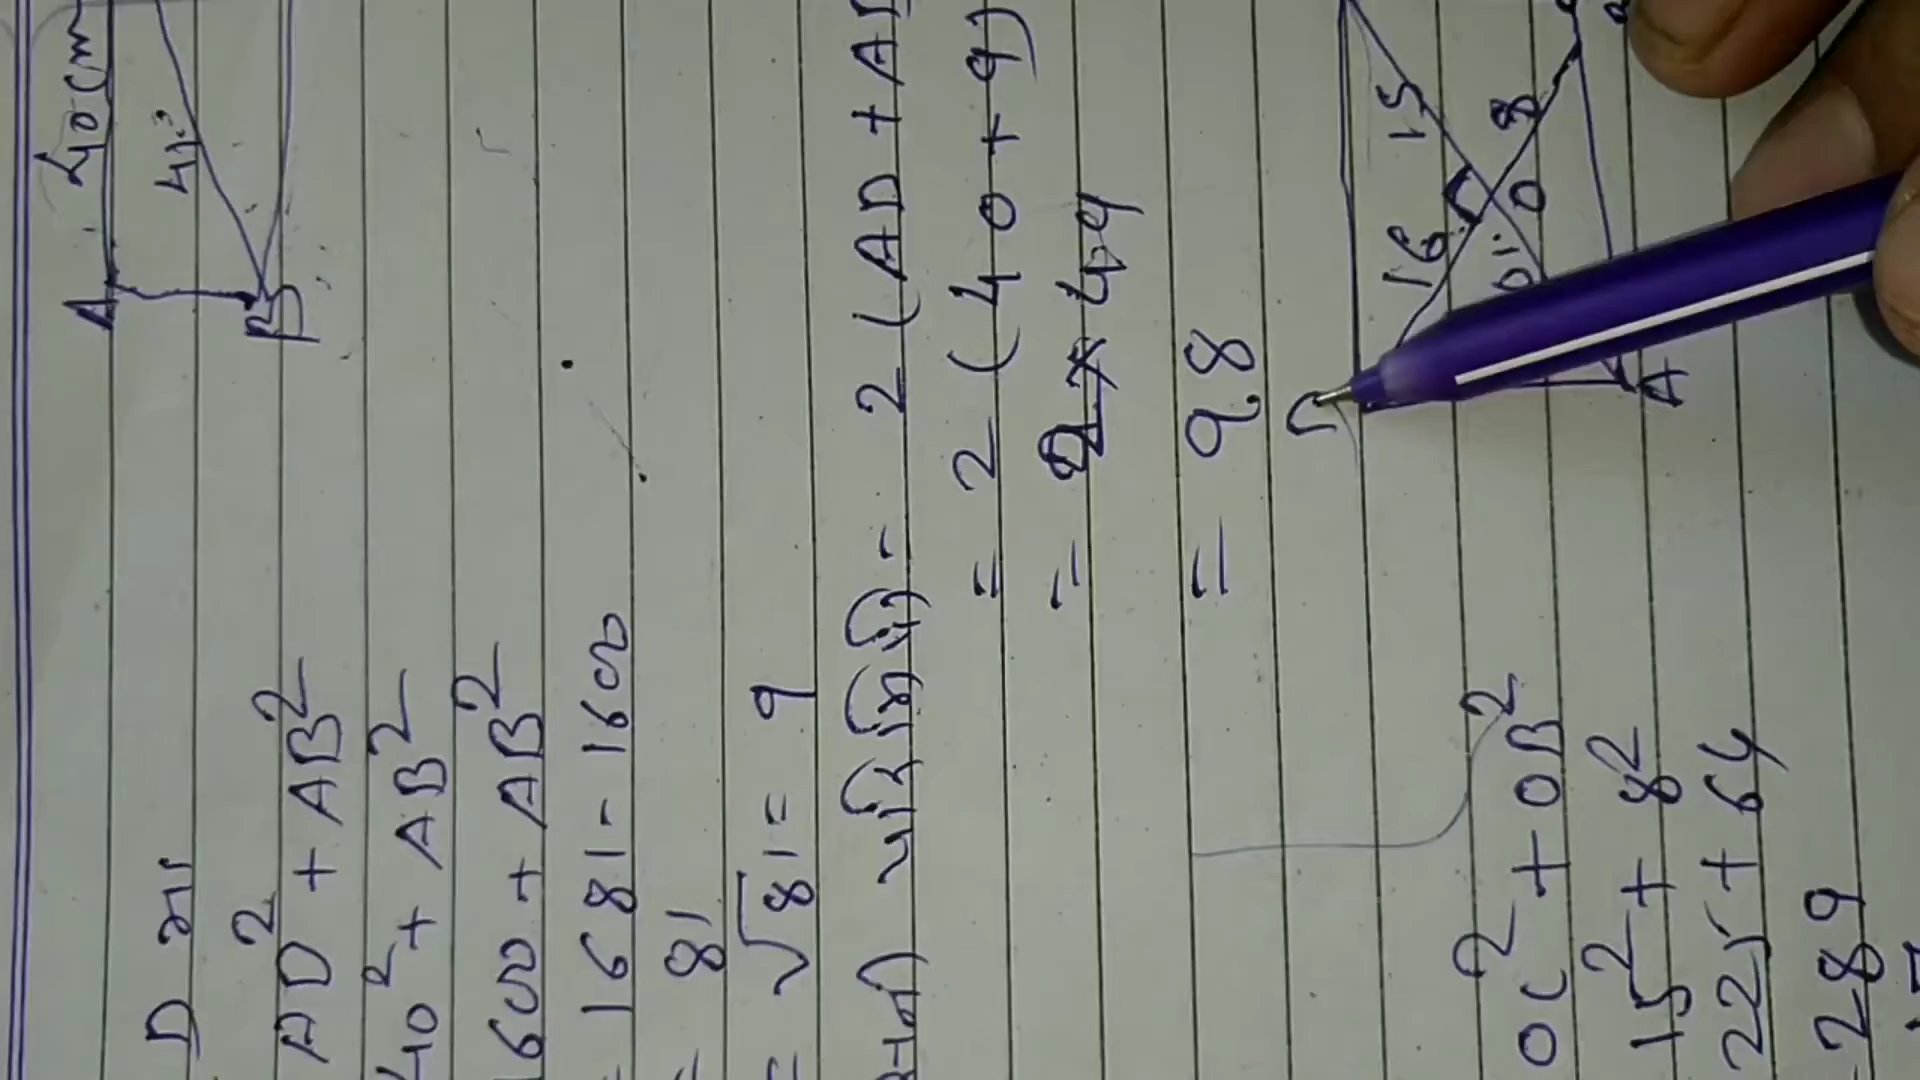 40cm
41
A
B
D
AD² + AB²
40² + AB²
1600 + AB²
= 1681 - 1600
= 81
= √81 = 9
परिमिति - 2 (AD + A
= 2 (40 + 9)
= 2 × 49
= 98
15
8
16
0
A
OC² + OB²
15² + 8²
225 + 64
289